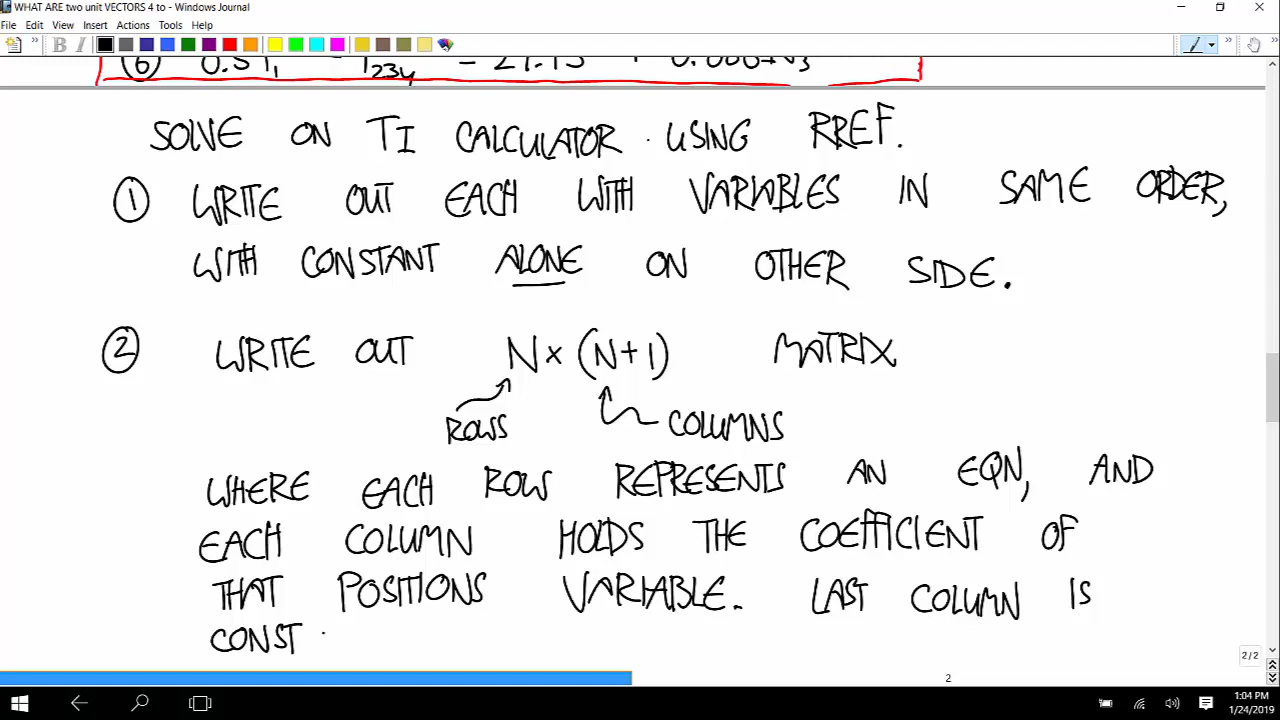 WHAT ARE two unit VECTORS 4 to - Windows Journal
File Edit View Insert Actions Tools Help
B I
SOLVE ON TI CALCULATOR. USING RREF.
① WRITE OUT EACH WITH VARIABLES IN SAME ORDER,
WITH CONSTANT ALONE ON OTHER SIDE.
② WRITE OUT N × (N+1) MATRIX
ROWS COLUMNS
WHERE EACH ROW REPRESENTS AN EQN, AND
EACH COLUMN HOLDS THE COEFFICIENT OF
THAT POSITIONS VARIABLE. LAST COLUMN IS
CONST.
2/2
2
1:04 PM
1/24/2019